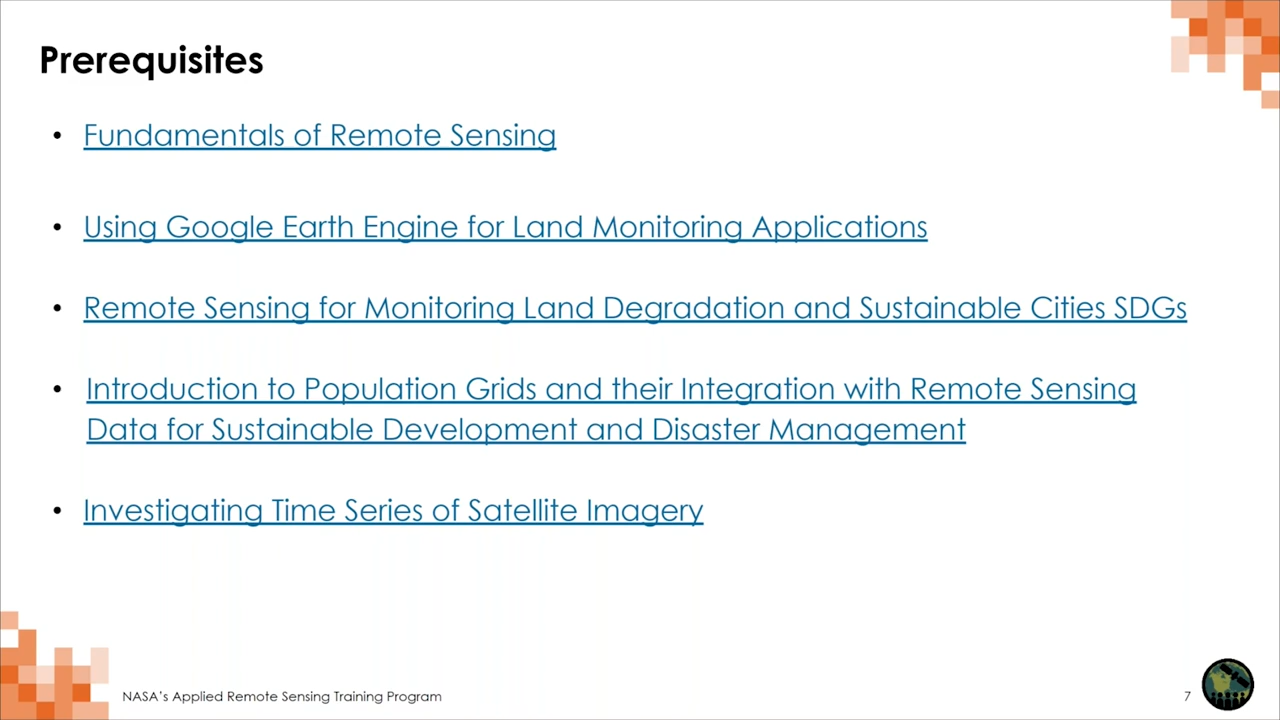 Prerequisites
• Fundamentals of Remote Sensing
• Using Google Earth Engine for Land Monitoring Applications
• Remote Sensing for Monitoring Land Degradation and Sustainable Cities SDGs
• Introduction to Population Grids and their Integration with Remote Sensing
Data for Sustainable Development and Disaster Management
• Investigating Time Series of Satellite Imagery
NASA's Applied Remote Sensing Training Program
7